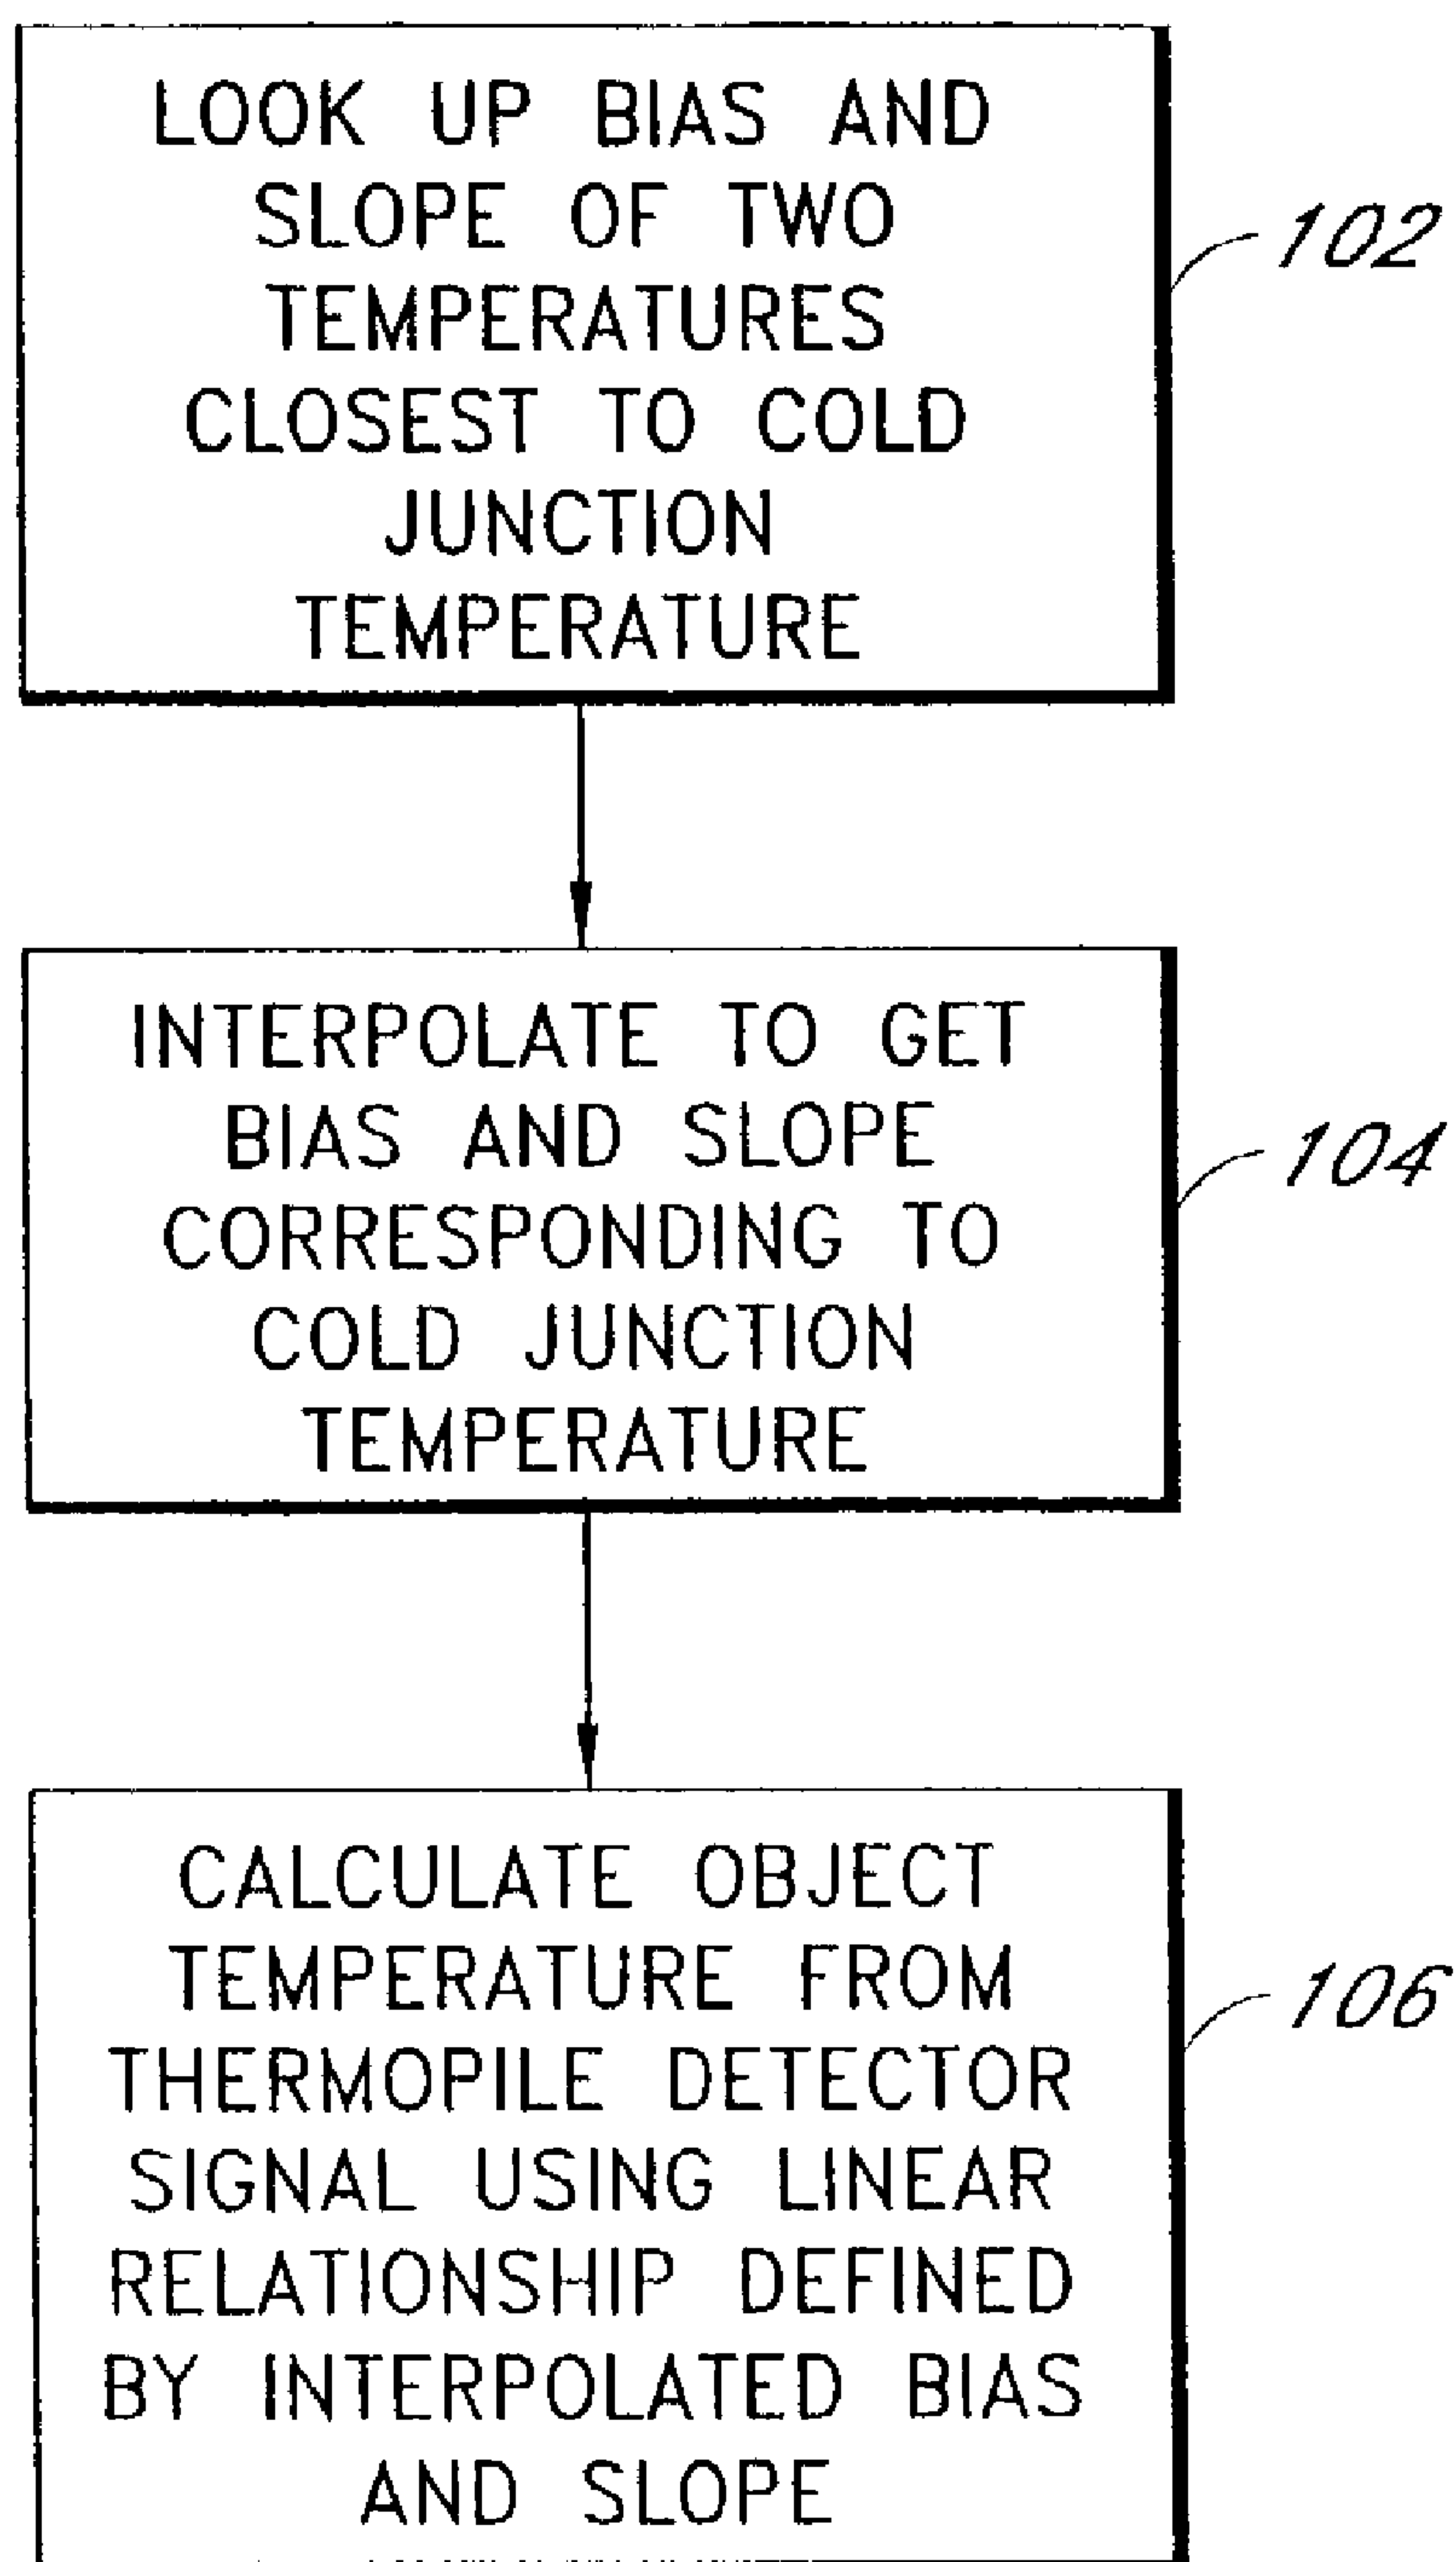 LOOK UP BIAS AND
SLOPE OF TWO
TEMPERATURES
CLOSEST TO COLD
JUNCTION
TEMPERATURE
102
INTERPOLATE TO GET
BIAS AND SLOPE
CORRESPONDING TO
COLD JUNCTION
TEMPERATURE
104
CALCULATE OBJECT
TEMPERATURE FROM
THERMOPILE DETECTOR
SIGNAL USING LINEAR
RELATIONSHIP DEFINED
BY INTERPOLATED BIAS
AND SLOPE
106